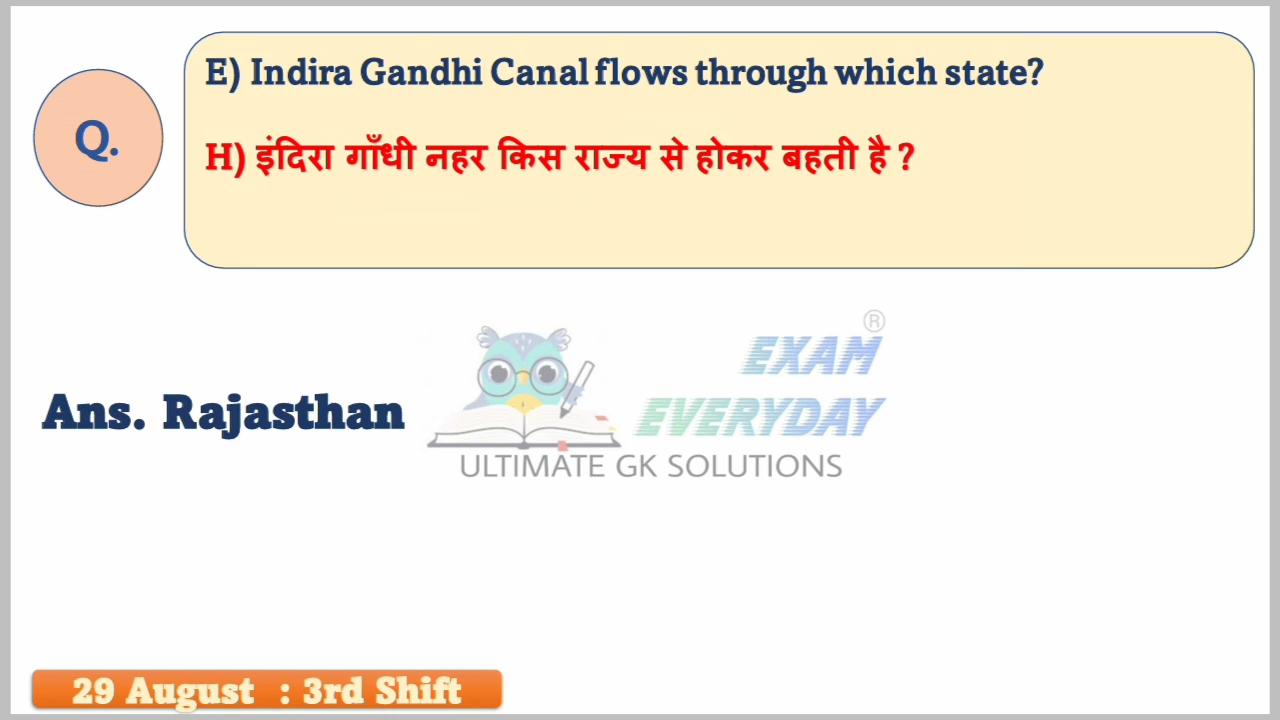 Q.
E) Indira Gandhi Canal flows through which state?
H) इंदिरा गाँधी नहर किस राज्य से होकर बहती है ?
Ans. Rajasthan
®
EXAM
EVERYDAY
ULTIMATE GK SOLUTIONS
29 August : 3rd Shift